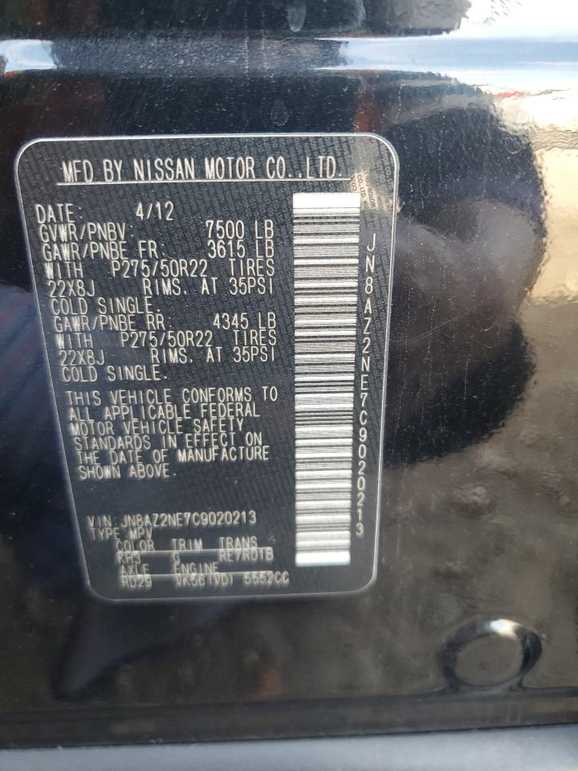 MFD BY NISSAN MOTOR CO.,LTD.
DATE: 4/12
GVWR/PNBV: 7500 LB
GAWR/PNBE FR: 3615 LB
WITH P275/50R22 TIRES
22X8J RIMS. AT 35PSI
COLD SINGLE.
GAWR/PNBE RR: 4345 LB
WITH P275/50R22 TIRES
22X8J RIMS. AT 35PSI
COLD SINGLE.
THIS VEHICLE CONFORMS TO
ALL APPLICABLE FEDERAL
MOTOR VEHICLE SAFETY
STANDARDS IN EFFECT ON
THE DATE OF MANUFACTURE
SHOWN ABOVE.
VIN: JN8AZ2NE7C9020213
TYPE: MPV
COLOR TRIM TRANS
G RE7R01B
AXLE ENGINE
RD29 VK56(VD) 5552CC
JN8AZ2NE7C9020213